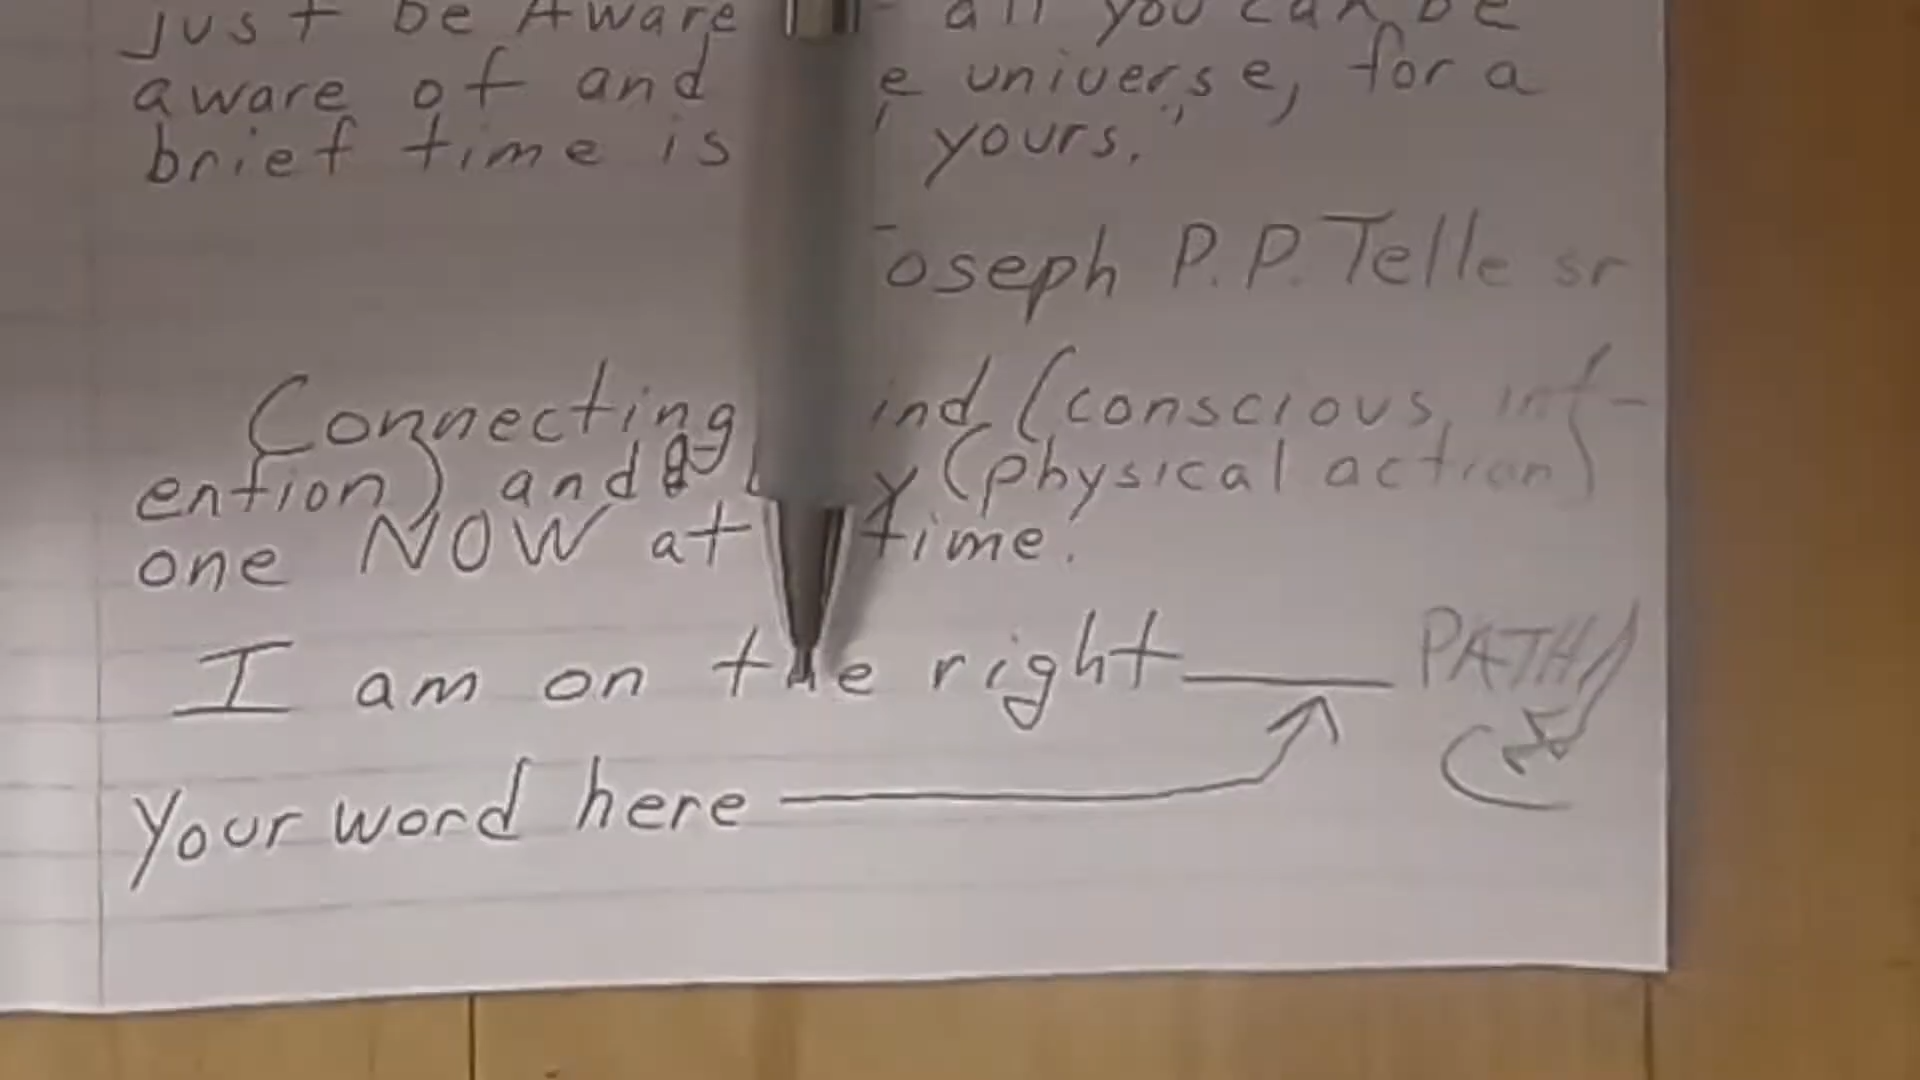 just be Aware all you can be
aware of and e universe, for a
brief time is "yours."
oseph P. P. Telle sr
Connecting ind (conscious, int-
ention) and y (physical action)
one NOW at time.
I am on the right ______ PATH
Your word here